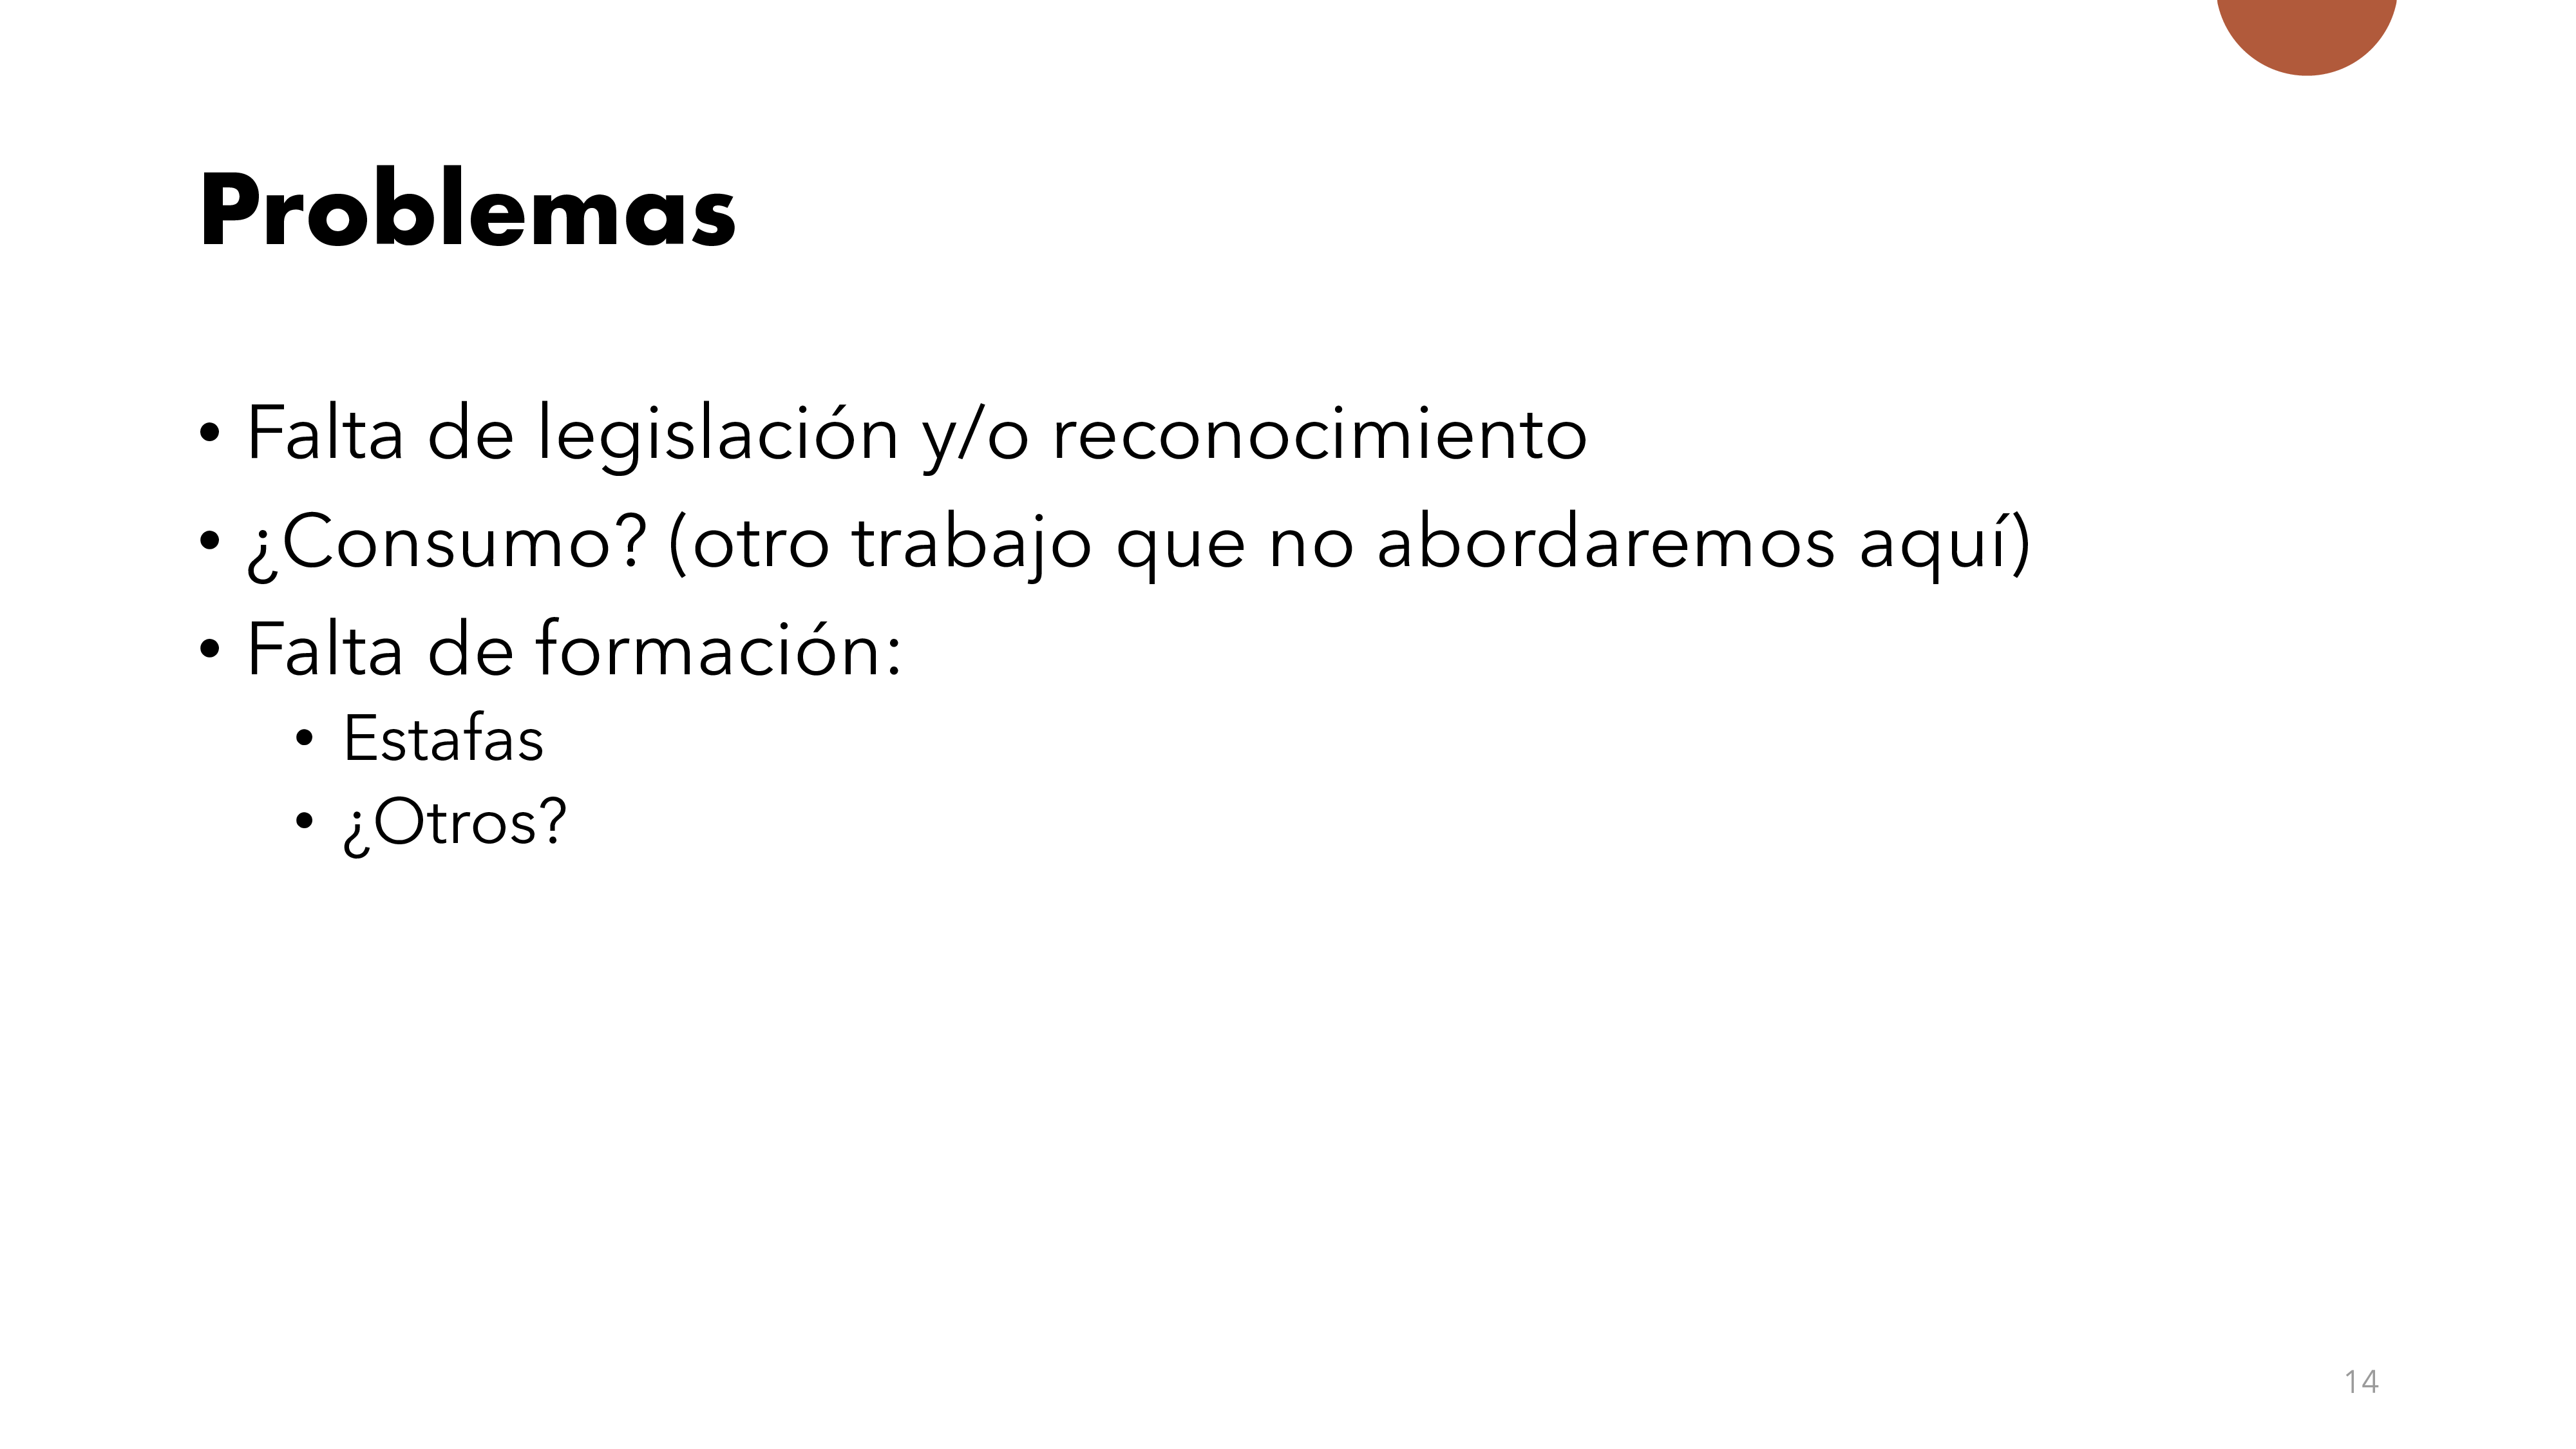 Problemas
• Falta de legislación y/o reconocimiento
• ¿Consumo? (otro trabajo que no abordaremos aquí)
• Falta de formación:
• Estafas
• ¿Otros?
14